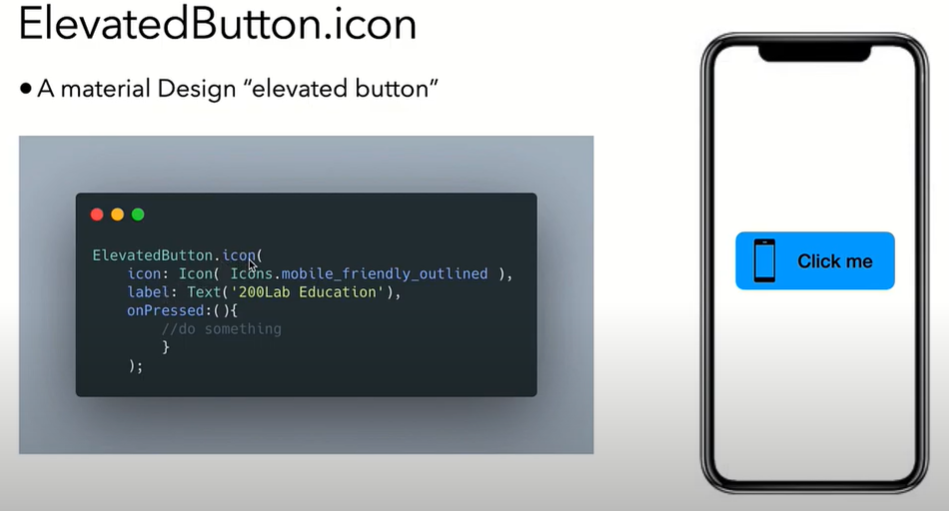 ElevatedButton.icon
• A material Design “elevated button”
ElevatedButton.icon(
icon: Icon( Icons.mobile_friendly_outlined ),
label: Text('200Lab Education'),
onPressed:(){
//do something
}
);
Click me